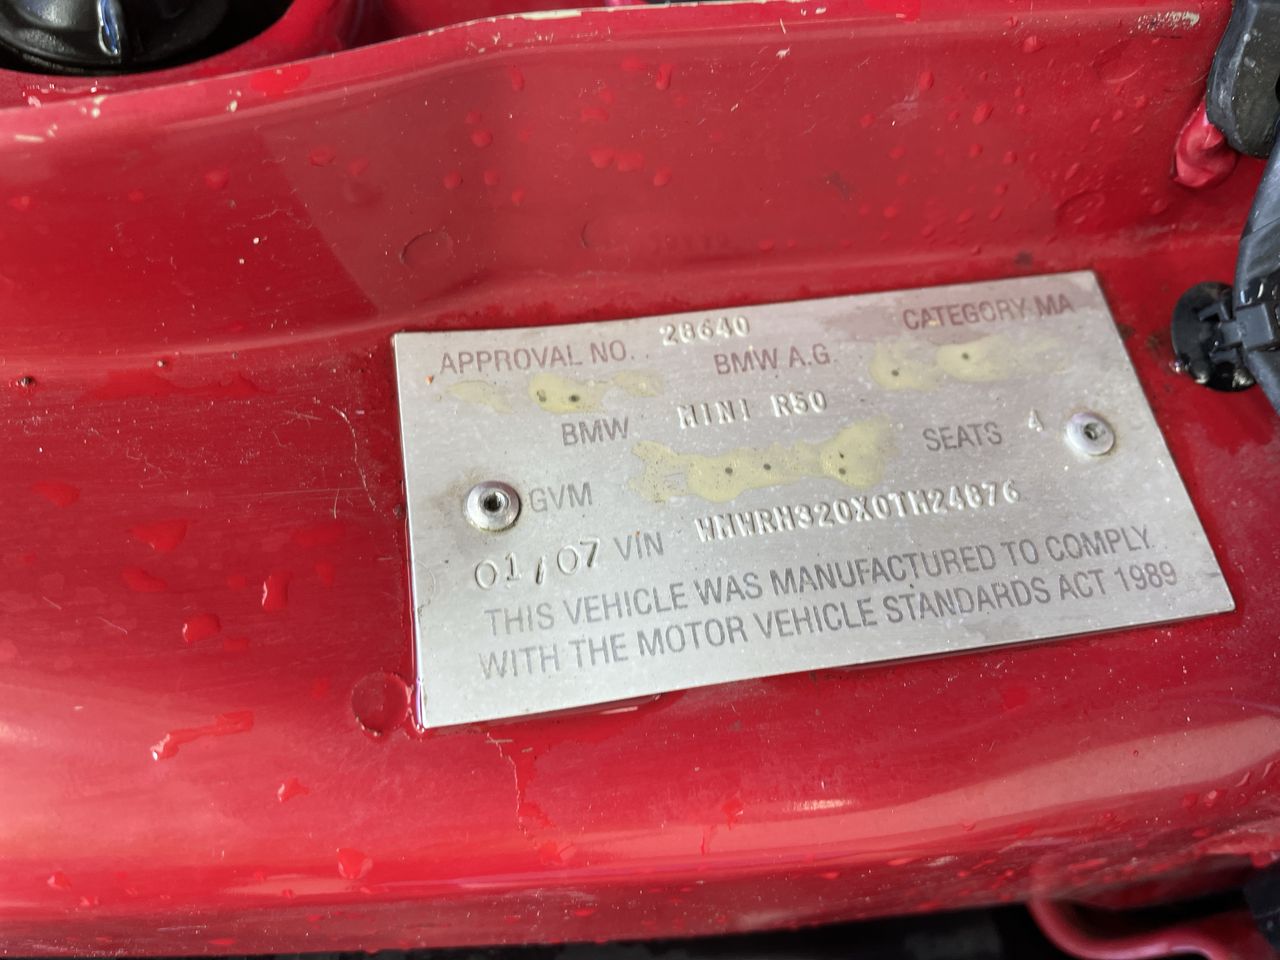 APPROVAL NO. 28640 CATEGORY MA
BMW A.G.
BMW MINI R50 SEATS 4
GVM
01/07 VIN WMWRH320X0TM24876
THIS VEHICLE WAS MANUFACTURED TO COMPLY
WITH THE MOTOR VEHICLE STANDARDS ACT 1989